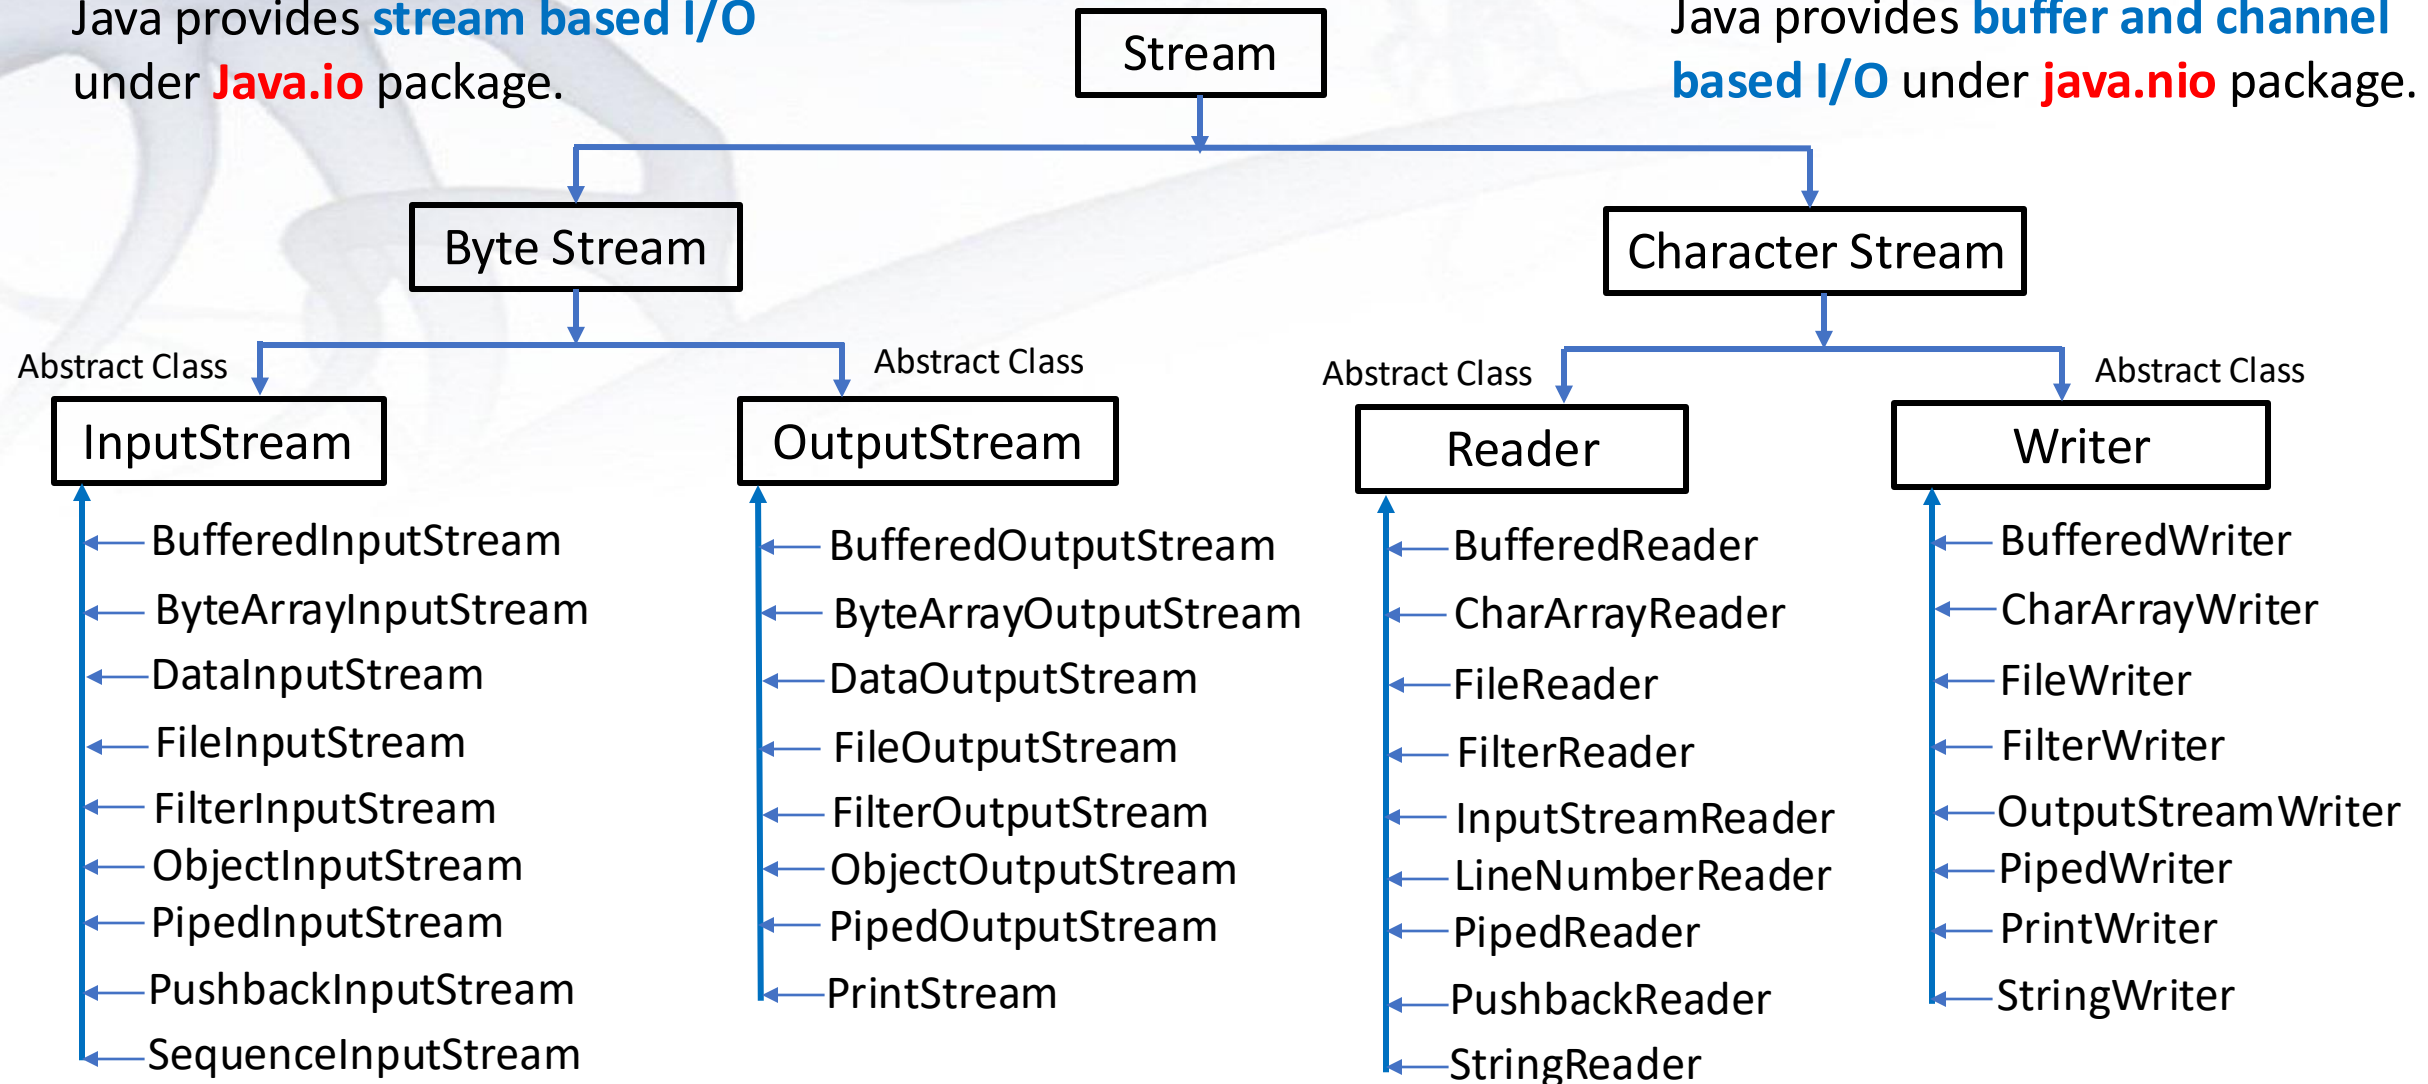 Java provides stream based I/O
under Java.io package.
Java provides buffer and channel
based I/O under java.nio package.
Stream
Byte Stream
Character Stream
Abstract Class
Abstract Class
Abstract Class
Abstract Class
InputStream
OutputStream
Reader
Writer
BufferedInputStream
ByteArrayInputStream
DataInputStream
FileInputStream
FilterInputStream
ObjectInputStream
PipedInputStream
PushbackInputStream
SequenceInputStream
BufferedOutputStream
ByteArrayOutputStream
DataOutputStream
FileOutputStream
FilterOutputStream
ObjectOutputStream
PipedOutputStream
PrintStream
BufferedReader
CharArrayReader
FileReader
FilterReader
InputStreamReader
LineNumberReader
PipedReader
PushbackReader
StringReader
BufferedWriter
CharArrayWriter
FileWriter
FilterWriter
OutputStreamWriter
PipedWriter
PrintWriter
StringWriter